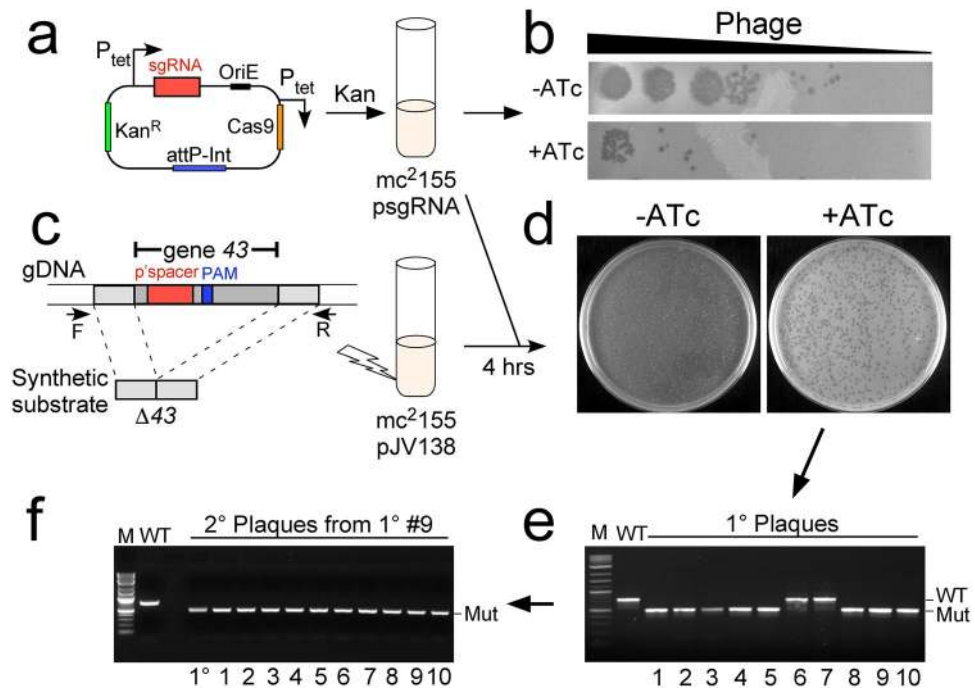 a
P_tet
sgRNA
OriE
P_tet
Kan^R
Cas9
attP-Int
Kan
mc²155
psgRNA
b
Phage
-ATc
+ATc
c
gene 43
gDNA
p'spacer PAM
F
R
Synthetic
substrate
Δ43
mc²155
pJV138
4 hrs
d
-ATc
+ATc
f
M WT
2° Plaques from 1° #9
Mut
1° 1 2 3 4 5 6 7 8 9 10
e
M WT
1° Plaques
WT
Mut
1 2 3 4 5 6 7 8 9 10